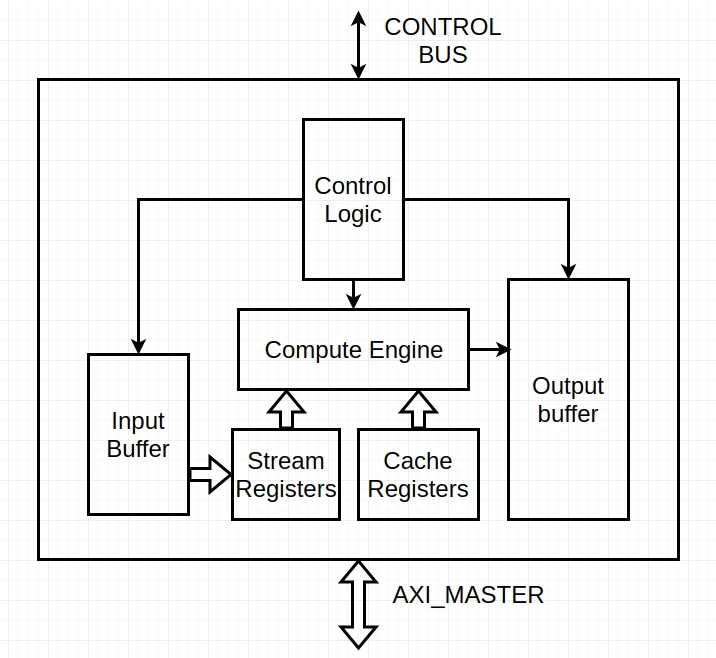 CONTROL
BUS
Control
Logic
Compute Engine
Input
Buffer
Stream
Registers
Cache
Registers
Output
buffer
AXI_MASTER